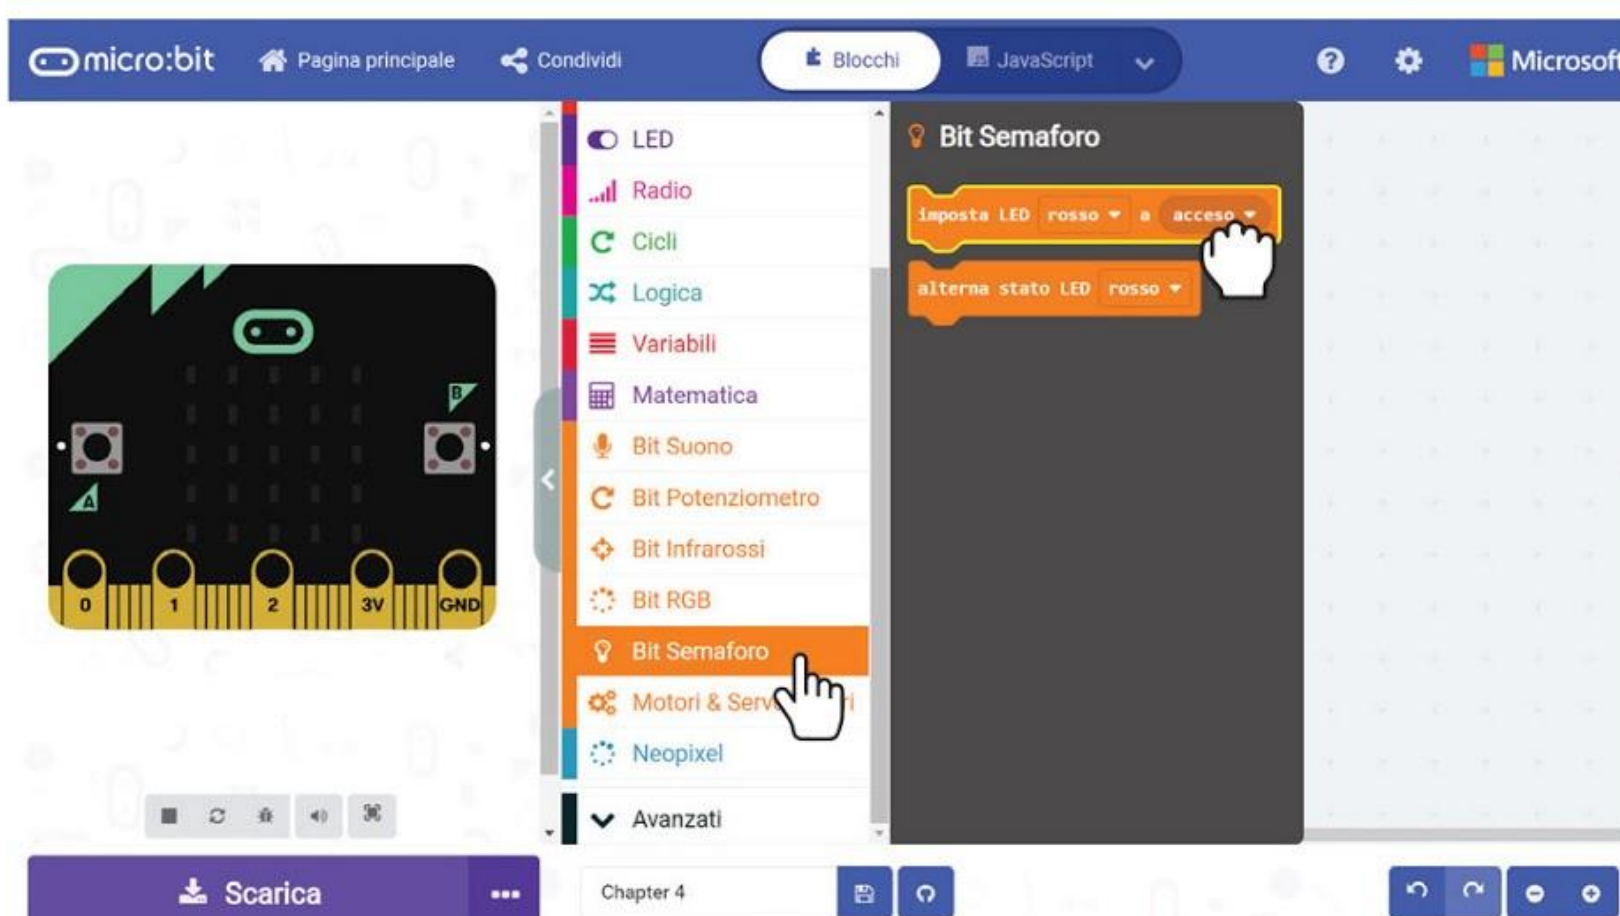 micro:bit Pagina principale Condividi Blocchi JavaScript Microsoft
LED
Radio
Cicli
Logica
Variabili
Matematica
Bit Suono
Bit Potenziometro
Bit Infrarossi
Bit RGB
Bit Semaforo
Motori &
Neopixel
Avanzati
Bit Semaforo
imposta LED rosso a acceso
alterna stato LED rosso
B
A
0 1 2 3V GND
Scarica
Chapter 4